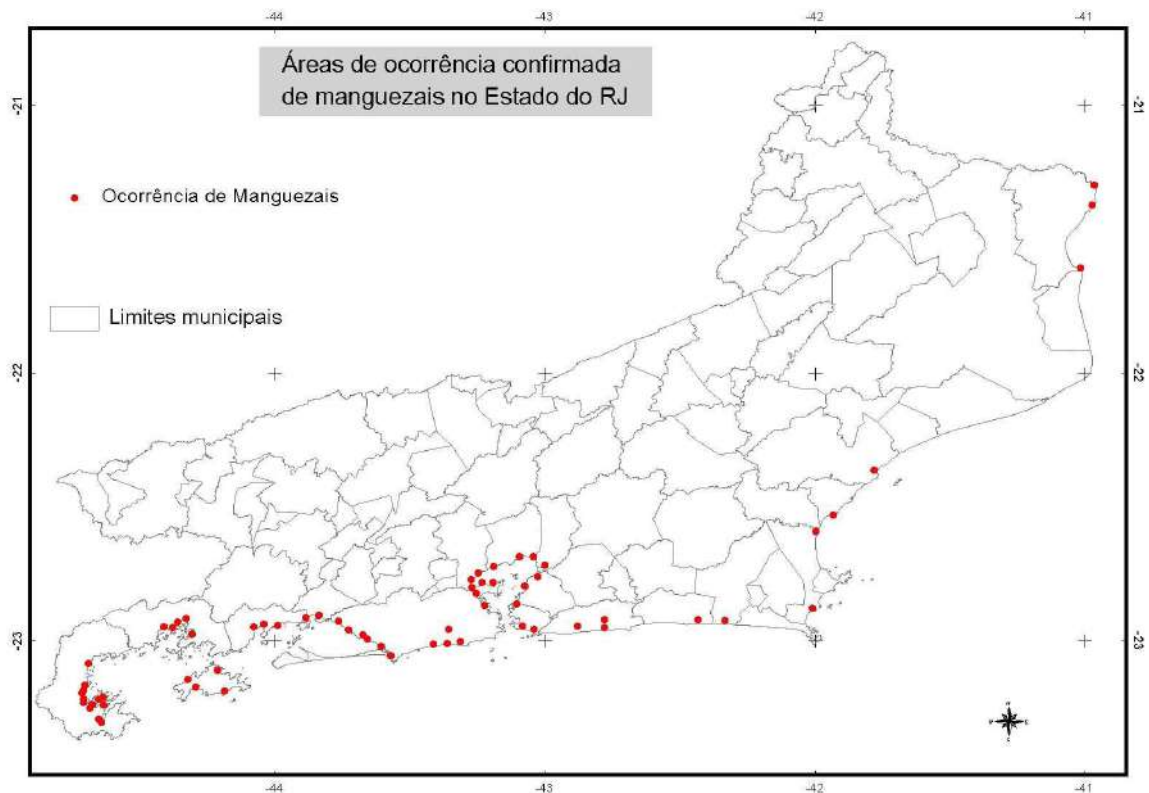 -44 -43 -42 -41
Áreas de ocorrência confirmada
de manguezais no Estado do RJ
-21 -21
Ocorrência de Manguezais
Limites municipais
-22 -22
-23 -23
-44 -43 -42 -41